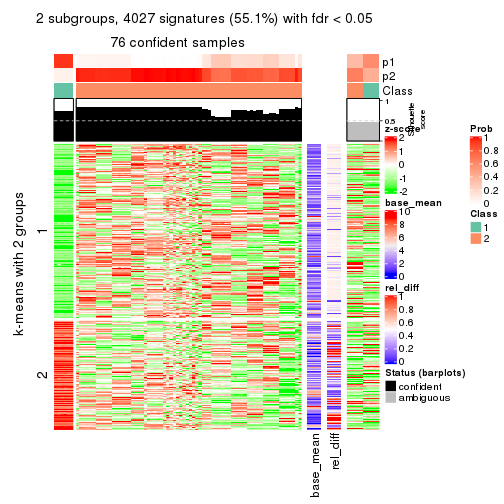 2 subgroups, 4027 signatures (55.1%) with fdr < 0.05
76 confident samples
p1
p2
Class
1
0.5
0
Silhouette
score
k-means with 2 groups
1
2
base_mean
rel_diff
z-score
2
1
0
-1
-2
base_mean
10
8
6
4
2
0
rel_diff
1
0.8
0.6
0.4
0.2
0
Status (barplots)
confident
ambiguous
Prob
1
0.8
0.6
0.4
0.2
0
Class
1
2